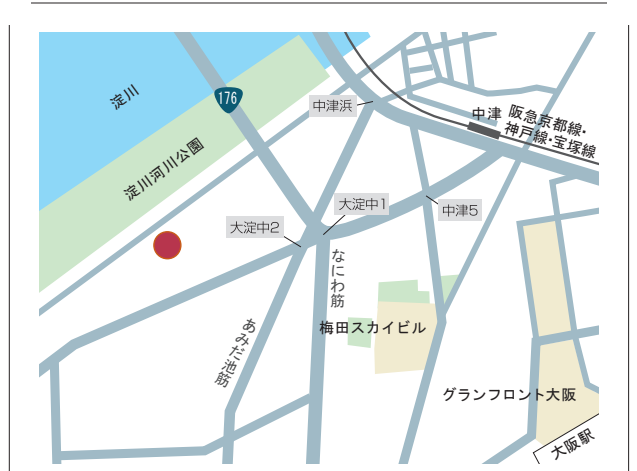 淀川
176
中津浜
中津
阪急京都線・
神戸線・宝塚線
淀川河川公園
大淀中1
中津5
大淀中2
なにわ筋
梅田スカイビル
あみだ池筋
グランフロント大阪
大阪駅